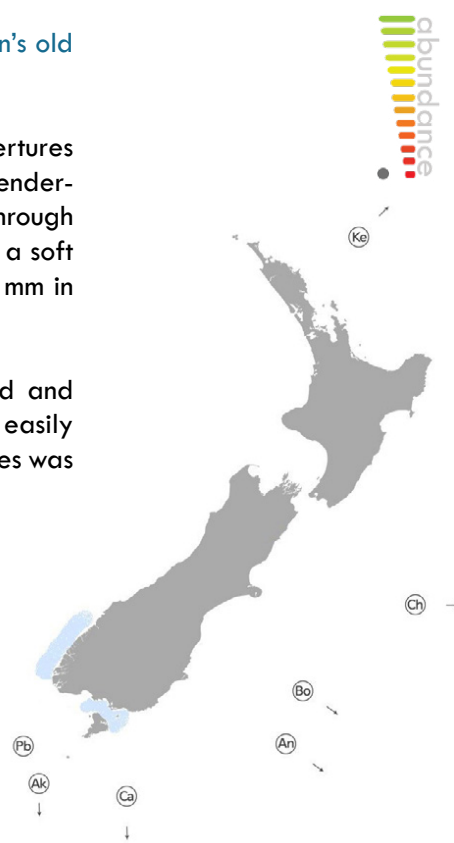 n's old
ertures
ender-
hrough
a soft
mm in
d and
easily
es was
abundance
Ke
Ch
Bo
An
Pb
Ak
Ca